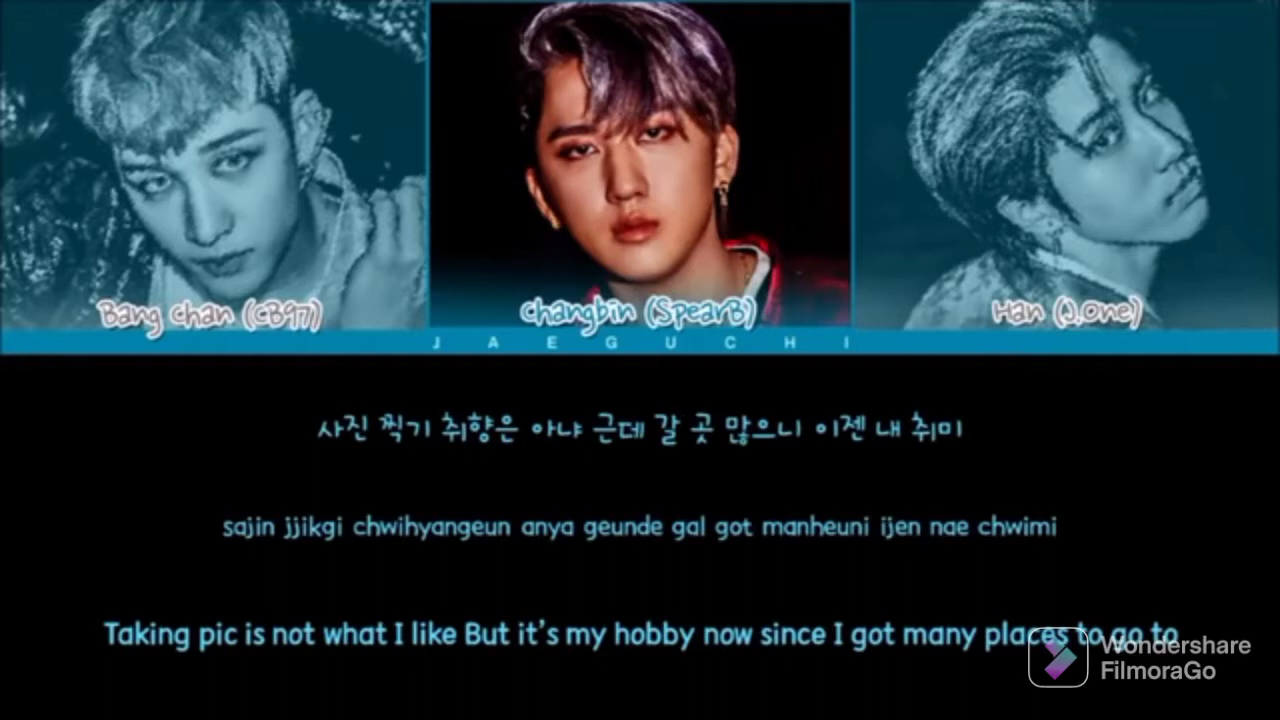 Bang chan (CB97)
changbin (SpearB)
Han (J.One)
JAEGUCHI
사진 찍기 취향은 아냐 근데 갈 곳 많으니 이젠 내 취미
sajin jjikgi chwihyangeun anya geunde gal got manheuni ijen nae chwimi
Taking pic is not what I like But it's my hobby now since I got many places to go to
Wondershare
FilmoraGo